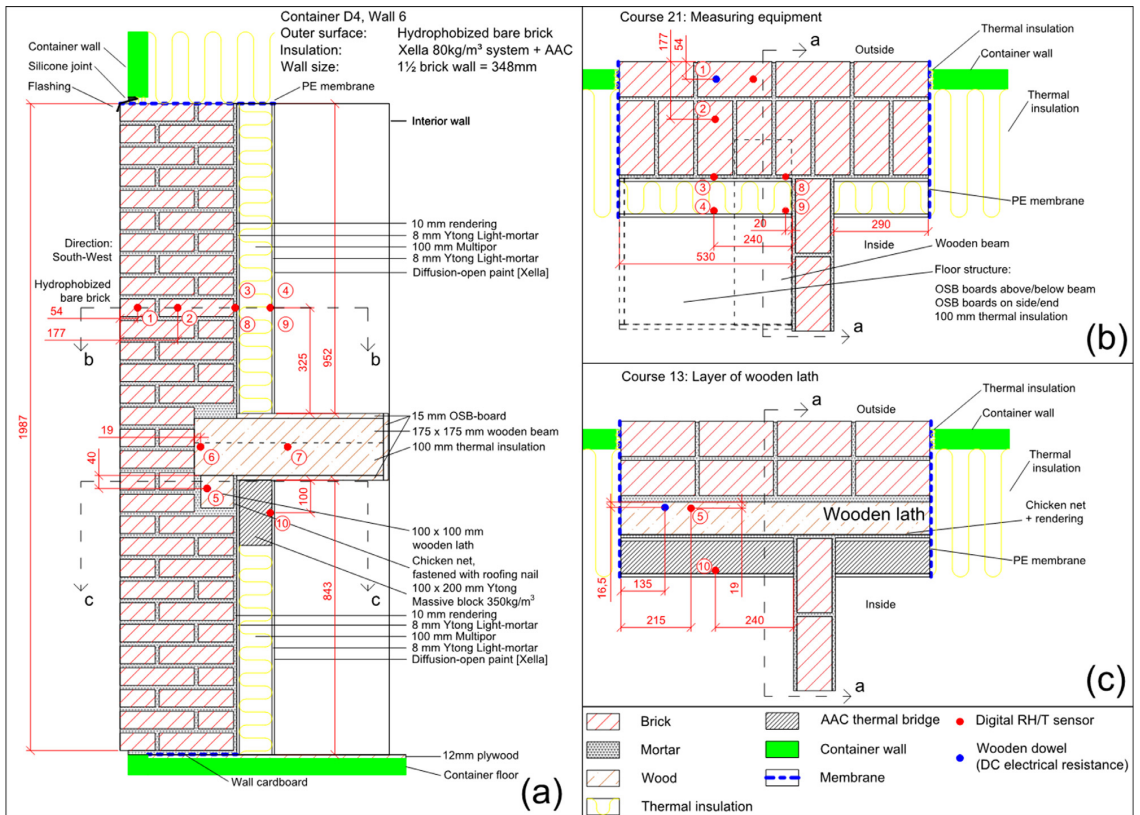 Container D4, Wall 6
Outer surface: Hydrophobized bare brick
Insulation: Xella 80kg/m³ system + AAC
Wall size: 1½ brick wall = 348mm
Container wall
Silicone joint
Flashing
PE membrane
Interior wall
10 mm rendering
8 mm Ytong Light-mortar
100 mm Multipor
8 mm Ytong Light-mortar
Diffusion-open paint [Xella]
Direction:
South-West
Hydrophobized
bare brick
54
177
1
2
3
4
8
9
b
b
325
952
1987
15 mm OSB-board
175 x 175 mm wooden beam
100 mm thermal insulation
19
40
6
7
5
100
10
c
c
843
100 x 100 mm
wooden lath
Chicken net,
fastened with roofing nail
100 x 200 mm Ytong
Massive block 350kg/m³
10 mm rendering
8 mm Ytong Light-mortar
100 mm Multipor
8 mm Ytong Light-mortar
Diffusion-open paint [Xella]
12mm plywood
Container floor
Wall cardboard
(a)
Course 21: Measuring equipment
a
Outside
Thermal insulation
Container wall
Thermal
insulation
177
54
1
2
3
8
4
9
PE membrane
20
240
290
530
Inside
Wooden beam
Floor structure:
OSB boards above/below beam
OSB boards on side/end
100 mm thermal insulation
a
(b)
Course 13: Layer of wooden lath
a
Outside
Thermal insulation
Container wall
Thermal
insulation
Chicken net
+ rendering
Wooden lath
5
10
PE membrane
16,5
135
19
215
240
Inside
a
(c)
Brick
Mortar
Wood
Thermal insulation
AAC thermal bridge
Container wall
Membrane
Digital RH/T sensor
Wooden dowel
(DC electrical resistance)